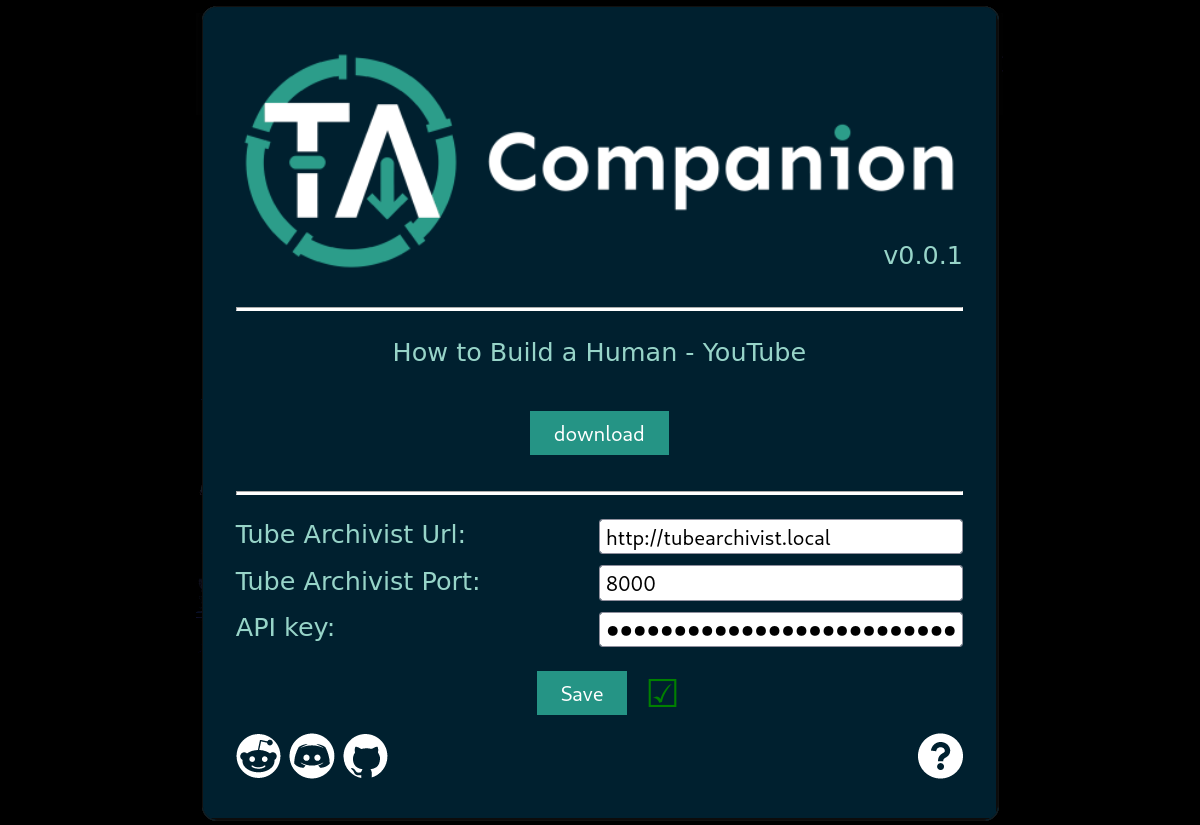 TA Companion
v0.0.1
How to Build a Human - YouTube
download
Tube Archivist Url: http://tubearchivist.local
Tube Archivist Port: 8000
API key: ●●●●●●●●●●●●●●●●●●●●●●●●●●
Save ☑
?